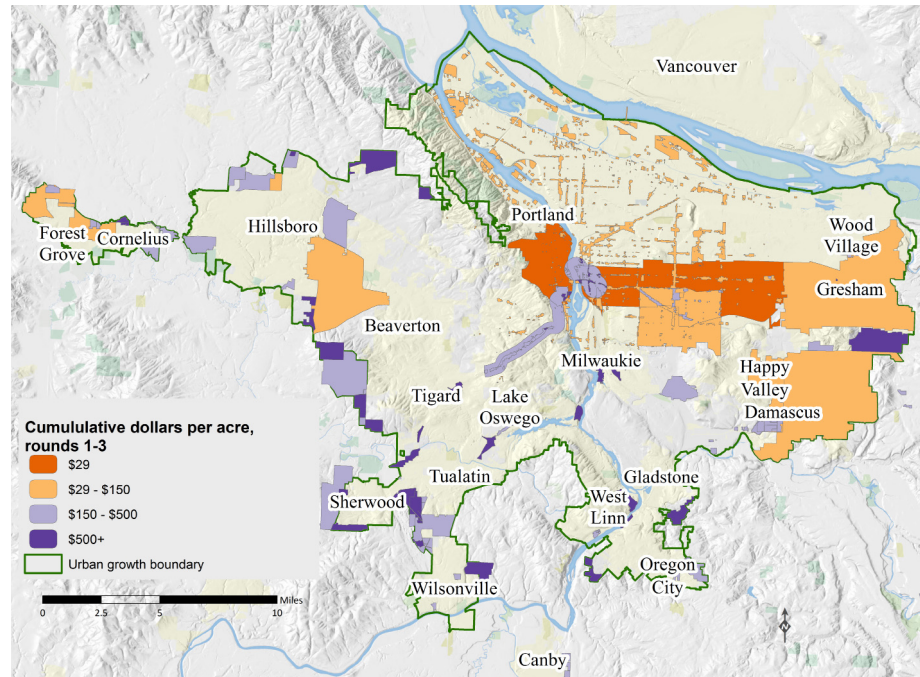 Vancouver
Portland
Wood
Village
Hillsboro
Forest
Grove
Cornelius
Gresham
Beaverton
Milwaukie
Happy
Valley
Tigard
Lake
Oswego
Damascus
Cumululative dollars per acre,
rounds 1-3
$29
$29 - $150
$150 - $500
$500+
Urban growth boundary
Tualatin
Gladstone
Sherwood
West
Linn
Oregon
City
Wilsonville
Miles
0 2.5 5 10
N
Canby